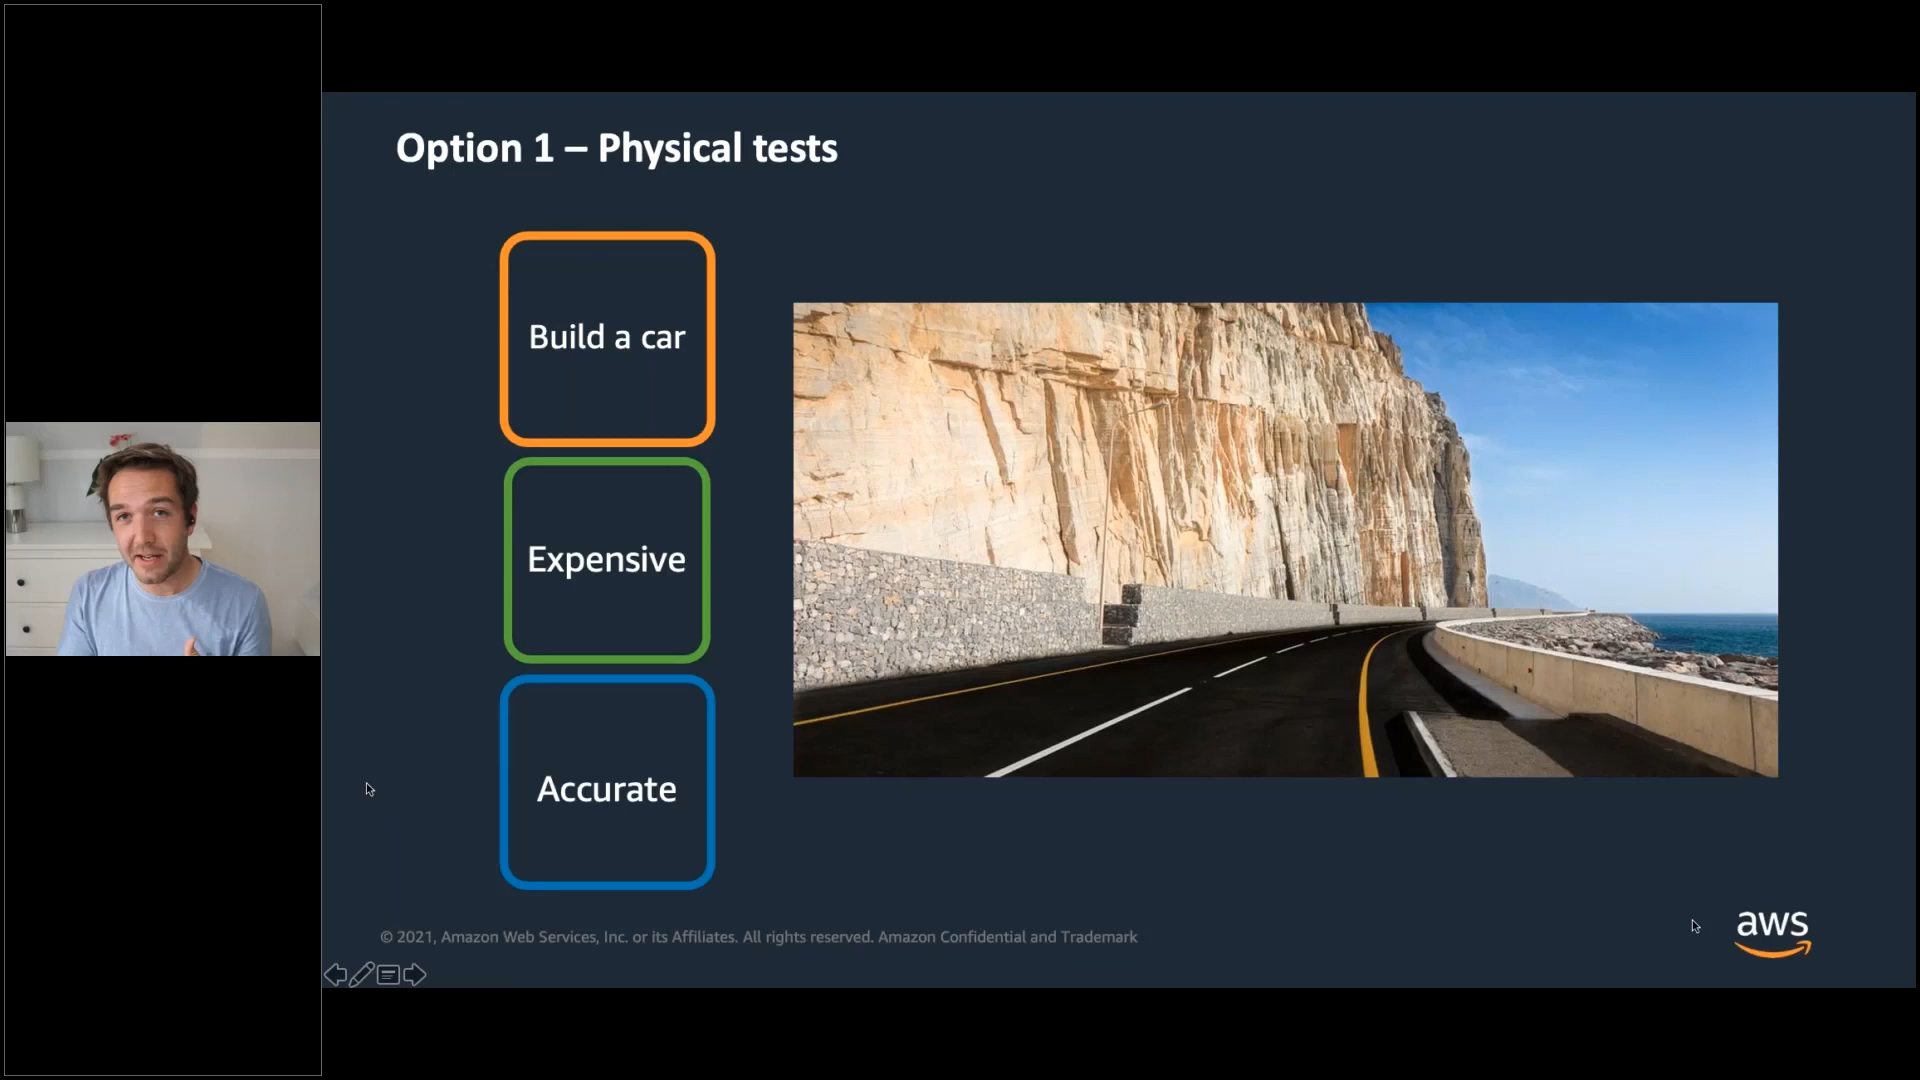 Option 1 – Physical tests
Build a car
Expensive
Accurate
© 2021, Amazon Web Services, Inc. or its Affiliates. All rights reserved. Amazon Confidential and Trademark
aws